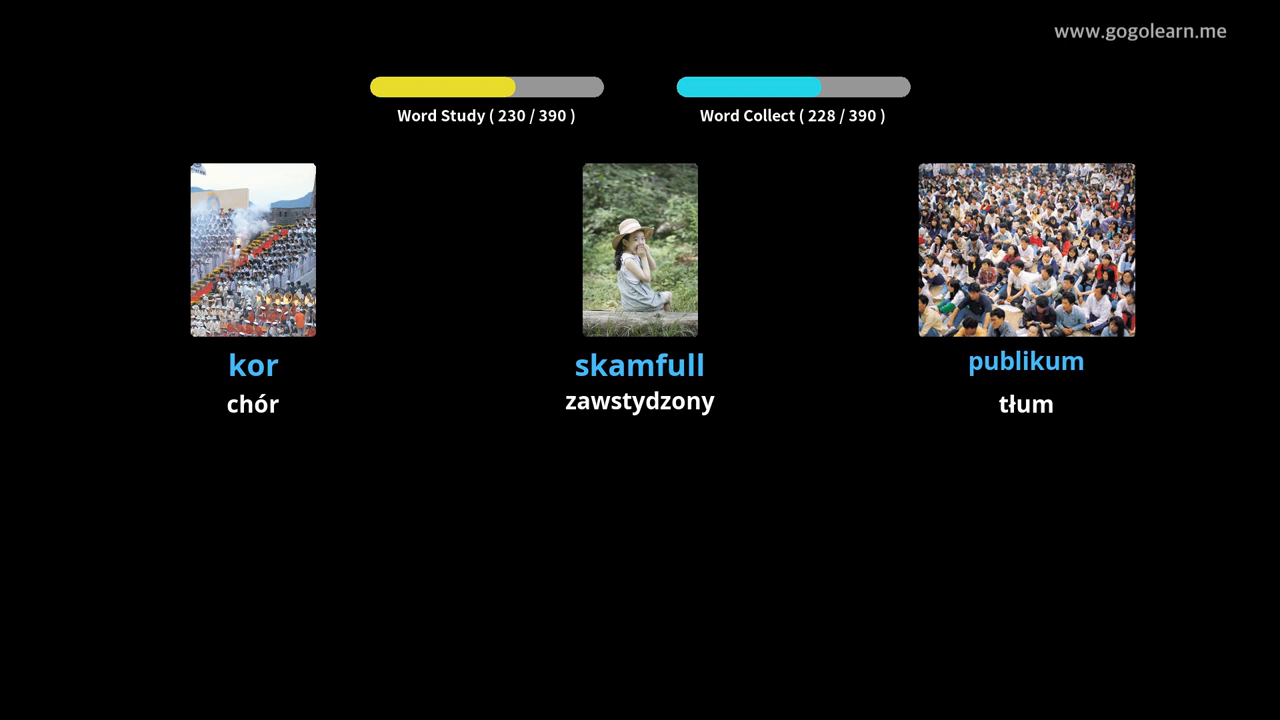 www.gogolearn.me
Word Study ( 230 / 390 )
Word Collect ( 228 / 390 )
kor
skamfull
publikum
chór
zawstydzony
tłum